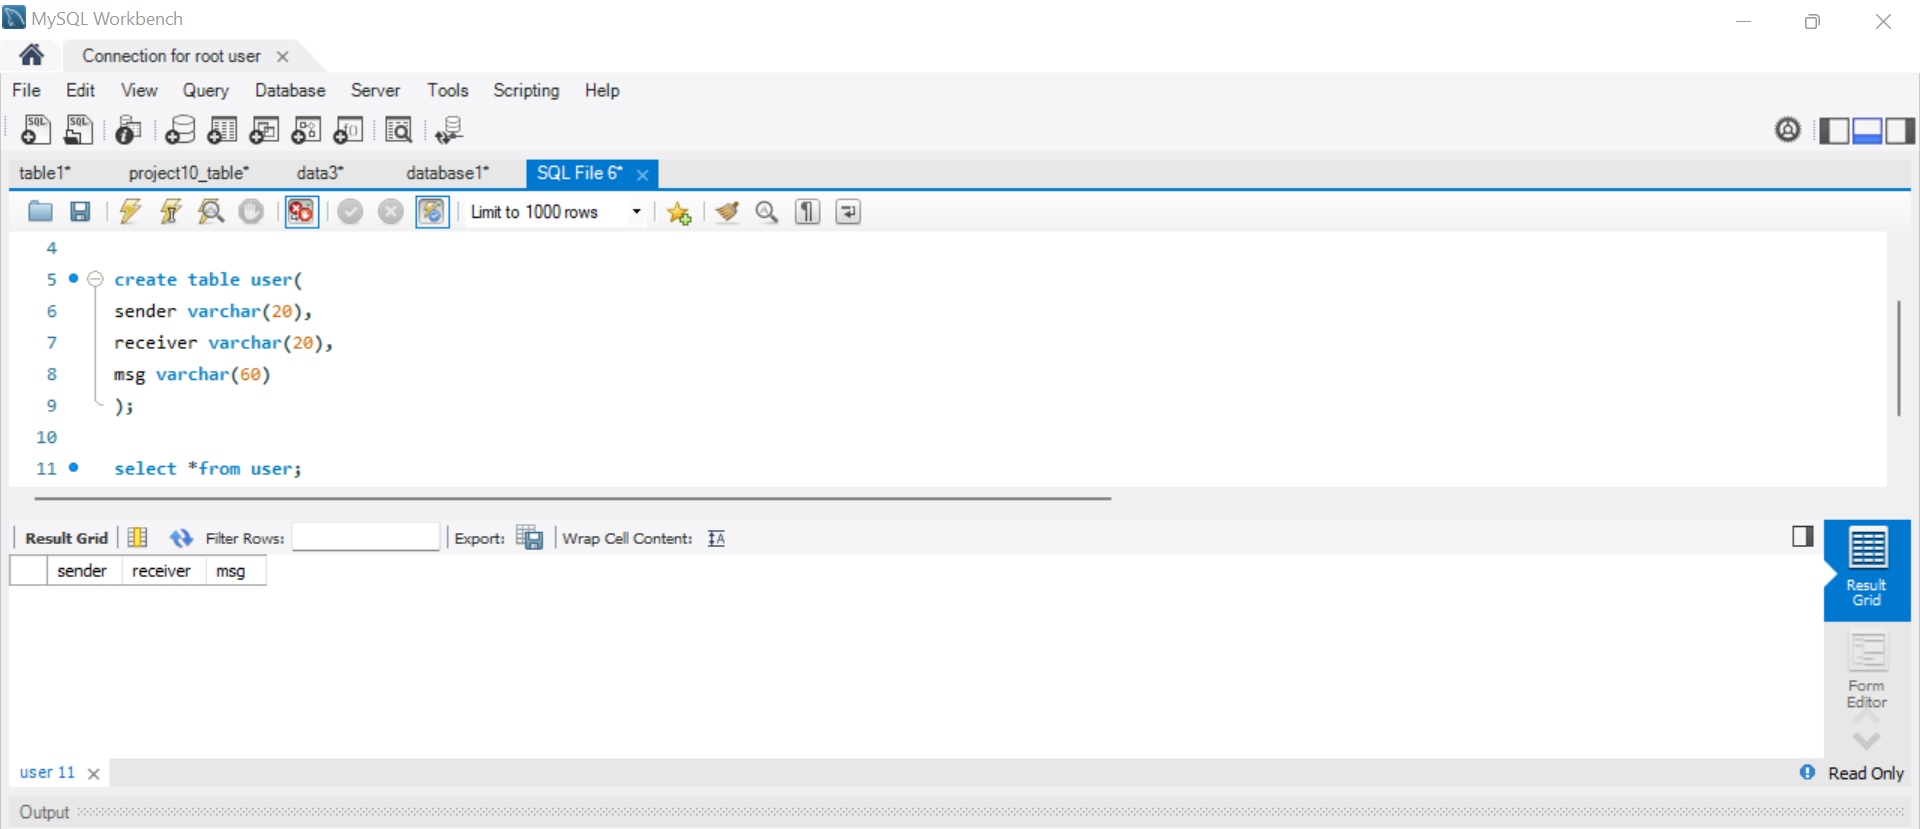 MySQL Workbench
Connection for root user
File Edit View Query Database Server Tools Scripting Help
SQL SQL
table1* project10_table* data3* database1* SQL File 6*
Limit to 1000 rows
4
5 create table user(
6 sender varchar(20),
7 receiver varchar(20),
8 msg varchar(60)
9 );
10
11 select *from user;
Result Grid Filter Rows: Export: Wrap Cell Content:
sender receiver msg
Result
Grid
Form
Editor
user 11
Read Only
Output